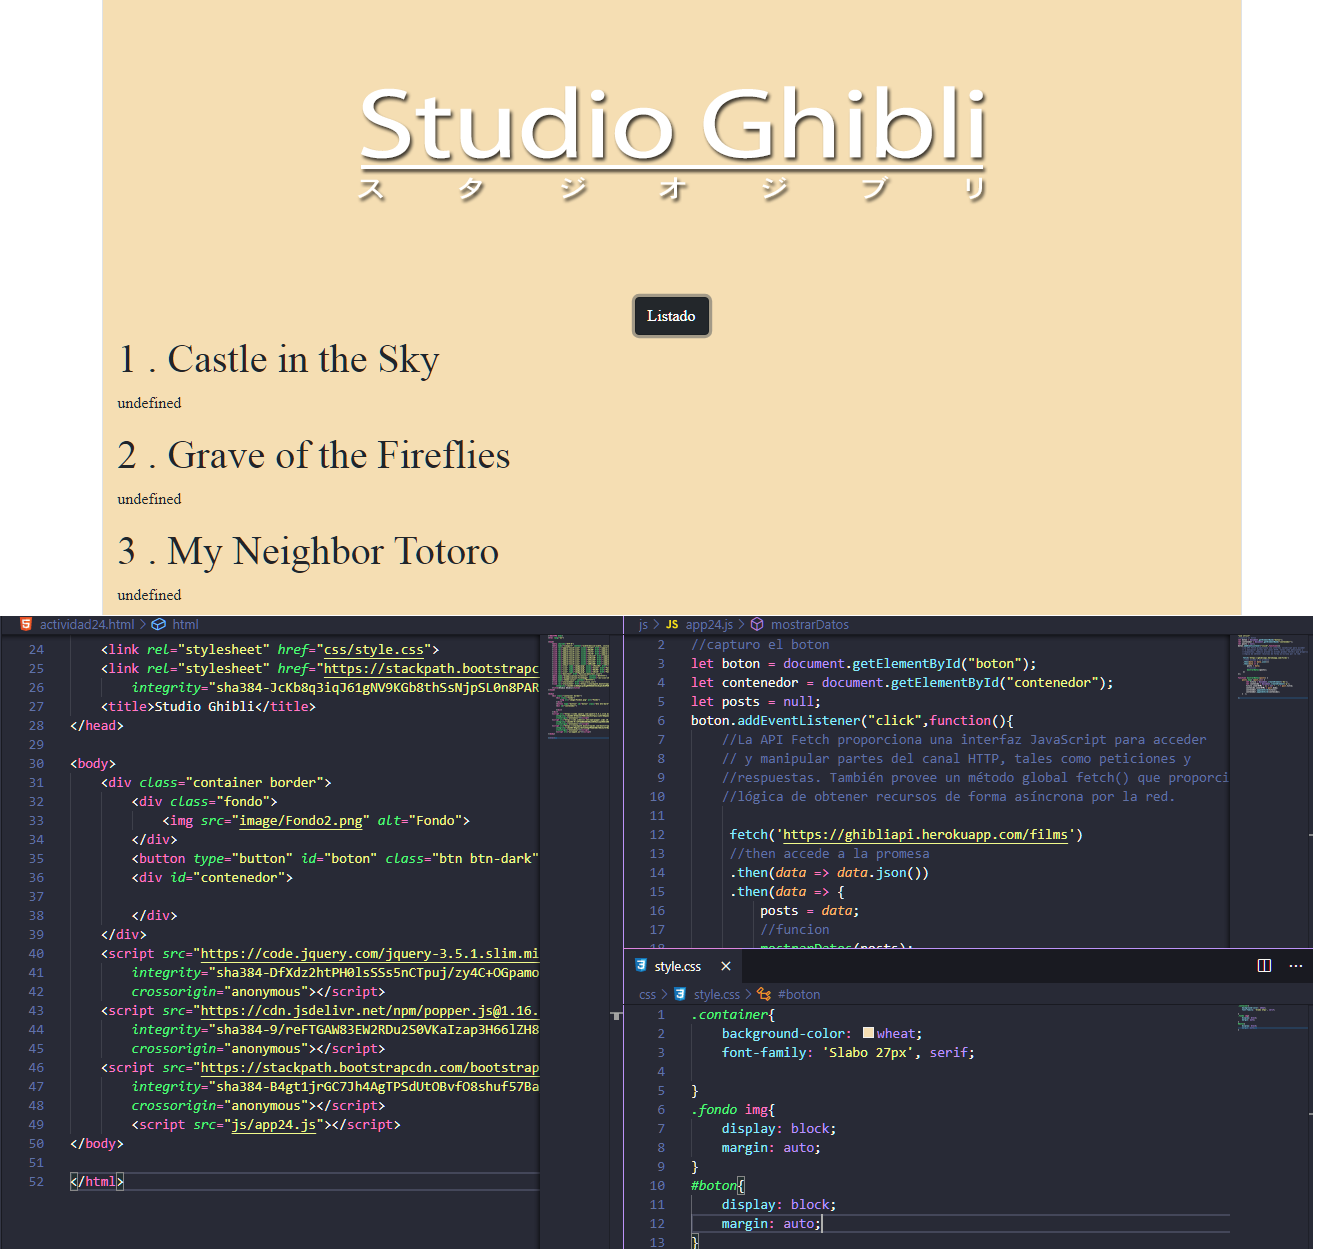 Studio Ghibli
スタジオジブリ
Listado
1 . Castle in the Sky
undefined
2 . Grave of the Fireflies
undefined
3 . My Neighbor Totoro
undefined
actividad24.html > html
24 <link rel="stylesheet" href="css/style.css">
25 <link rel="stylesheet" href="https://stackpath.bootstrapc
26 integrity="sha384-JcKb8q3iqJ61gNV9KGb8thSsNjpSL0n8PAR
27 <title>Studio Ghibli</title>
28 </head>
29
30 <body>
31 <div class="container border">
32 <div class="fondo">
33 <img src="image/Fondo2.png" alt="Fondo">
34 </div>
35 <button type="button" id="boton" class="btn btn-dark"
36 <div id="contenedor">
37
38 </div>
39 </div>
40 <script src="https://code.jquery.com/jquery-3.5.1.slim.mi
41 integrity="sha384-DfXdz2htPH0lsSSs5nCTpuj/zy4C+OGpamo
42 crossorigin="anonymous"></script>
43 <script src="https://cdn.jsdelivr.net/npm/popper.js@1.16.
44 integrity="sha384-9/reFTGAW83EW2RDu2S0VKaIzap3H66lZH8
45 crossorigin="anonymous"></script>
46 <script src="https://stackpath.bootstrapcdn.com/bootstrap
47 integrity="sha384-B4gt1jrGC7Jh4AgTPSdUtOBvfO8shuf57Ba
48 crossorigin="anonymous"></script>
49 <script src="js/app24.js"></script>
50 </body>
51
52 </html>
js > JS app24.js > mostrarDatos
2 //capturo el boton
3 let boton = document.getElementById("boton");
4 let contenedor = document.getElementById("contenedor");
5 let posts = null;
6 boton.addEventListener("click",function(){
7 //La API Fetch proporciona una interfaz JavaScript para acceder
8 // y manipular partes del canal HTTP, tales como peticiones y
9 //respuestas. También provee un método global fetch() que proporci
10 //lógica de obtener recursos de forma asíncrona por la red.
11
12 fetch('https://ghibliapi.herokuapp.com/films')
13 //then accede a la promesa
14 .then(data => data.json())
15 .then(data => {
16 posts = data;
17 //funcion
18 mostrarDatos(posts);
style.css
css > style.css > #boton
1 .container{
2 background-color: wheat;
3 font-family: 'Slabo 27px', serif;
4
5 }
6 .fondo img{
7 display: block;
8 margin: auto;
9 }
10 #boton{
11 display: block;
12 margin: auto;
13 }